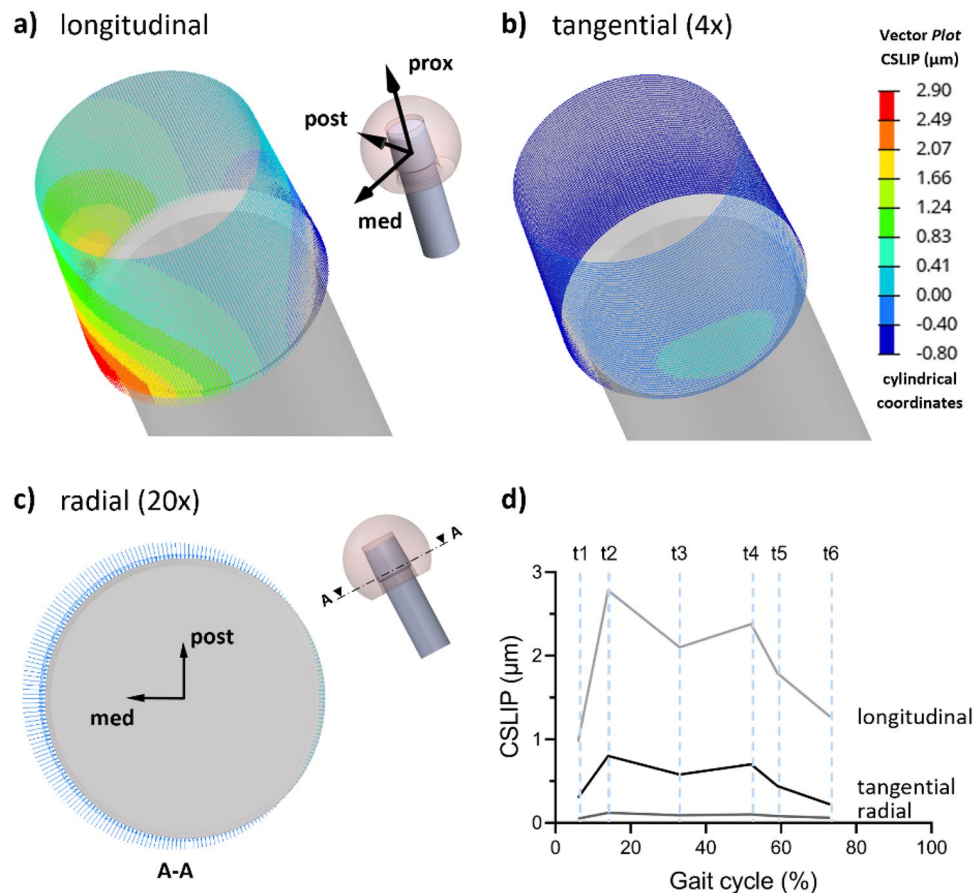 a) longitudinal
prox
post
med
b) tangential (4x)
Vector Plot
CSLIP (µm)
2.90
2.49
2.07
1.66
1.24
0.83
0.41
0.00
-0.40
-0.80
cylindrical
coordinates
c) radial (20x)
A
A
post
med
A-A
d)
t1 t2 t3 t4 t5 t6
3
2
1
0
CSLIP (µm)
longitudinal
tangential
radial
0 20 40 60 80 100
Gait cycle (%)